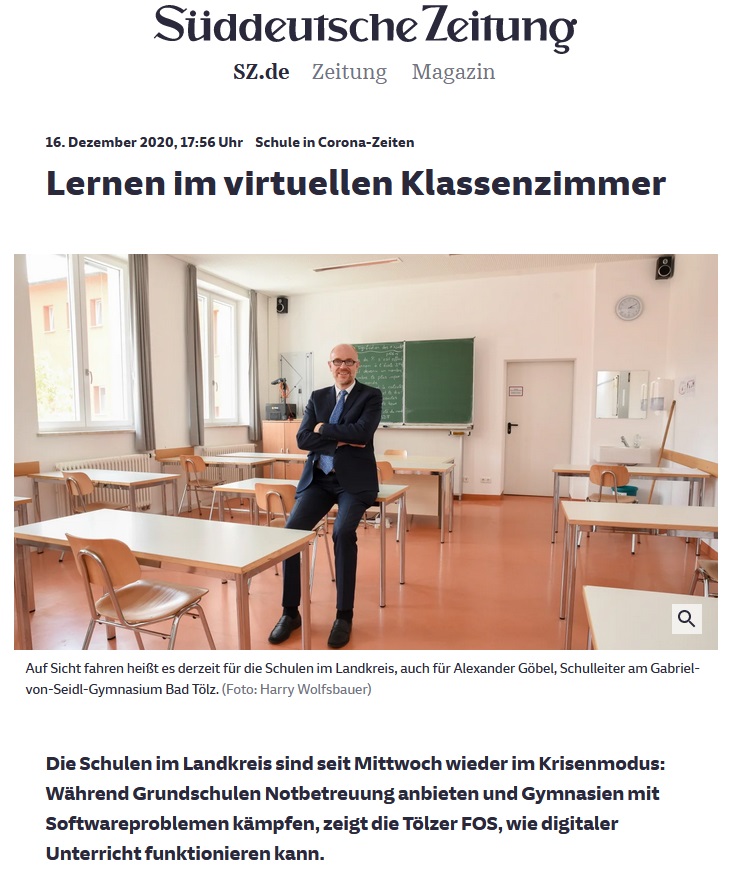 Süddeutsche Zeitung
SZ.de Zeitung Magazin
16. Dezember 2020, 17:56 Uhr Schule in Corona-Zeiten
Lernen im virtuellen Klassenzimmer
Auf Sicht fahren heißt es derzeit für die Schulen im Landkreis, auch für Alexander Göbel, Schulleiter am Gabriel-
von-Seidl-Gymnasium Bad Tölz. (Foto: Harry Wolfsbauer)
Die Schulen im Landkreis sind seit Mittwoch wieder im Krisenmodus:
Während Grundschulen Notbetreuung anbieten und Gymnasien mit
Softwareproblemen kämpfen, zeigt die Tölzer FOS, wie digitaler
Unterricht funktionieren kann.